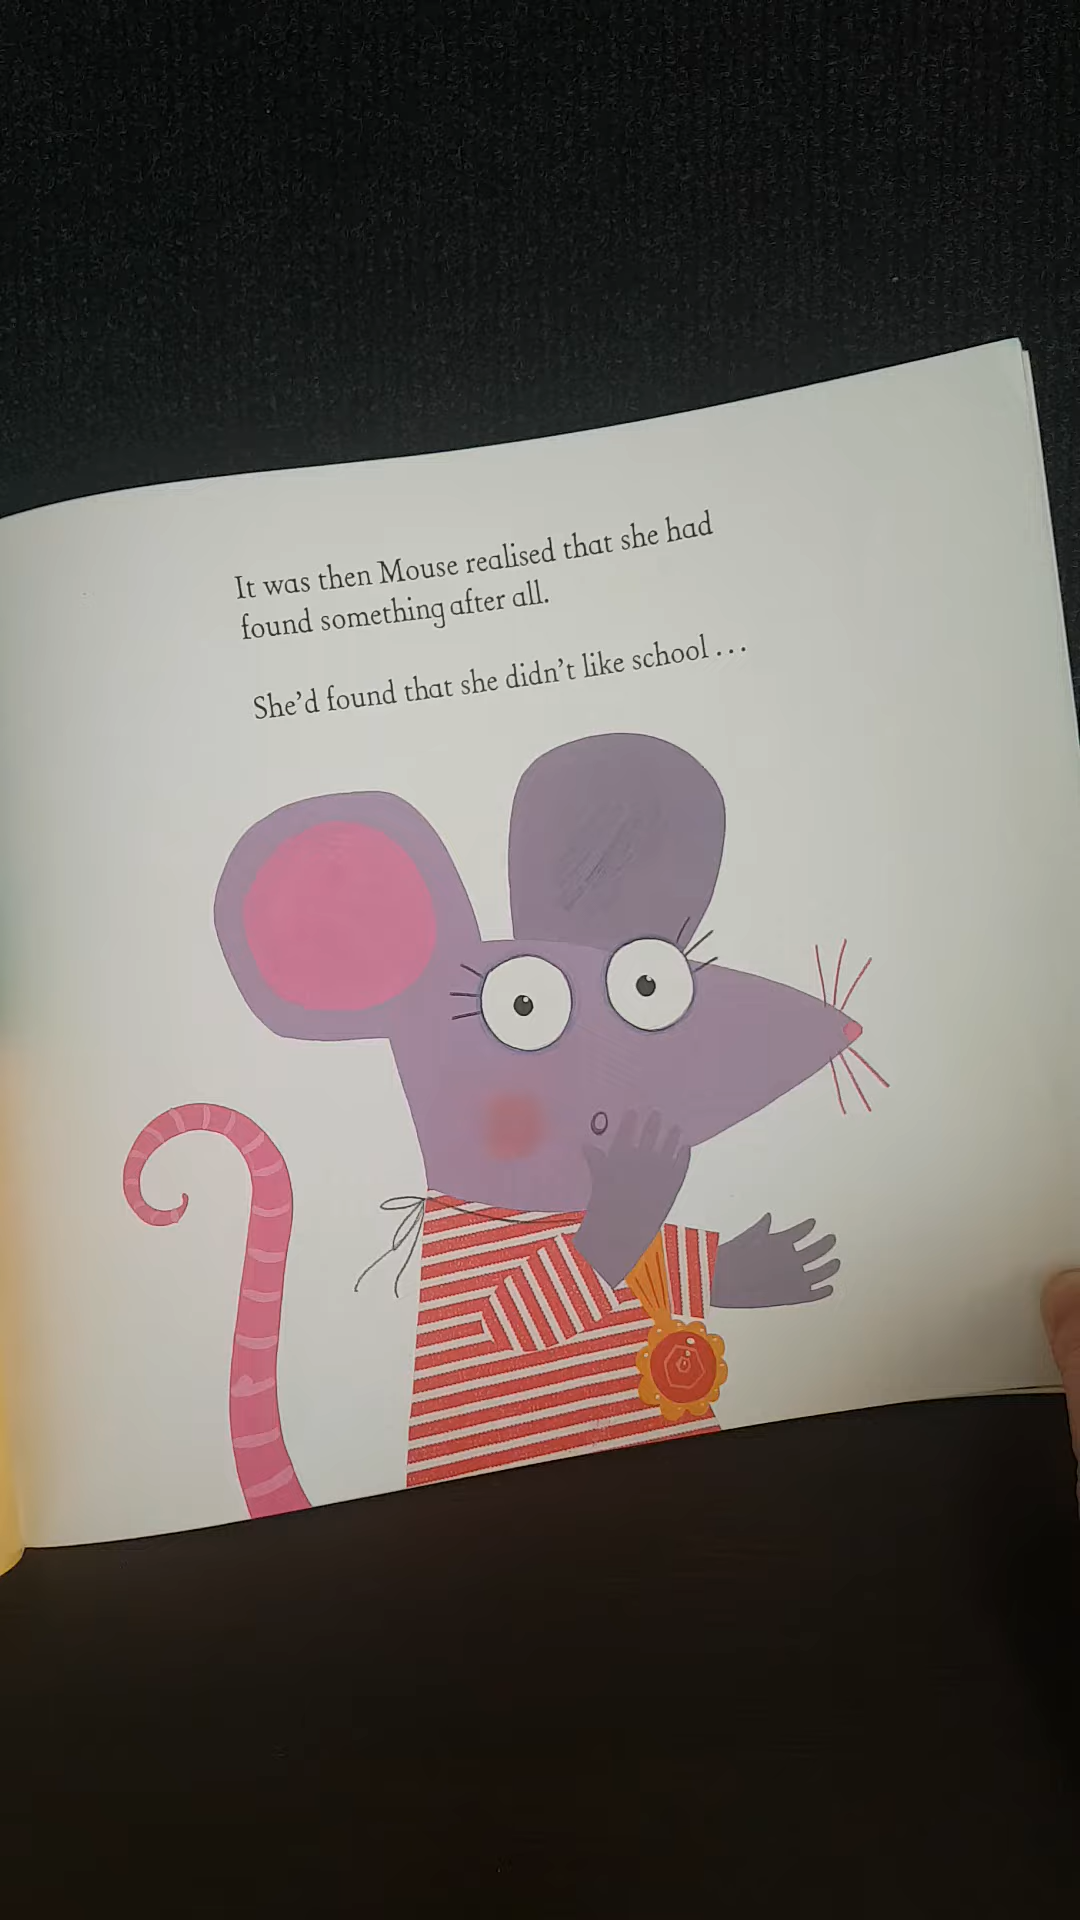 It was then Mouse realised that she had
found something after all.
She'd found that she didn't like school . . .